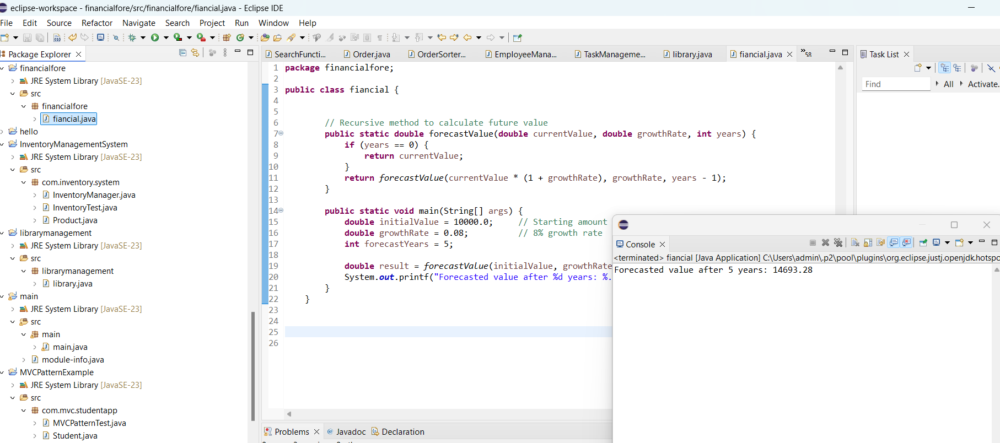 eclipse-workspace - financialfore/src/financialfore/fiancial.java - Eclipse IDE
File Edit Source Refactor Navigate Search Project Run Window Help
Package Explorer
financialfore
JRE System Library [JavaSE-23]
src
financialfore
fiancial.java
hello
InventoryManagementSystem
JRE System Library [JavaSE-23]
src
com.inventory.system
InventoryManager.java
InventoryTest.java
Product.java
librarymanagement
JRE System Library [JavaSE-23]
src
librarymanagement
library.java
main
JRE System Library [JavaSE-23]
src
main
main.java
module-info.java
MVCPatternExample
JRE System Library [JavaSE-23]
src
com.mvc.studentapp
MVCPatternTest.java
Student.java
SearchFuncti... Order.java OrderSorter... EmployeeMana... TaskManageme... library.java fiancial.java »58
1 package financialfore;
2
3 public class fiancial {
4
5
6 // Recursive method to calculate future value
7 public static double forecastValue(double currentValue, double growthRate, int years) {
8 if (years == 0) {
9 return currentValue;
10 }
11 return forecastValue(currentValue * (1 + growthRate), growthRate, years - 1);
12 }
13
14 public static void main(String[] args) {
15 double initialValue = 10000.0; // Starting amount
16 double growthRate = 0.08; // 8% growth rate
17 int forecastYears = 5;
18
19 double result = forecastValue(initialValue, growthRate
20 System.out.printf("Forecasted value after %d years: %.
21 }
22 }
23
24
25
26
Problems Javadoc Declaration
Task List
Find All Activate...
Console
<terminated> fiancial [Java Application] C:\Users\admin\.p2\pool\plugins\org.eclipse.justj.openjdk.hotspo
Forecasted value after 5 years: 14693.28